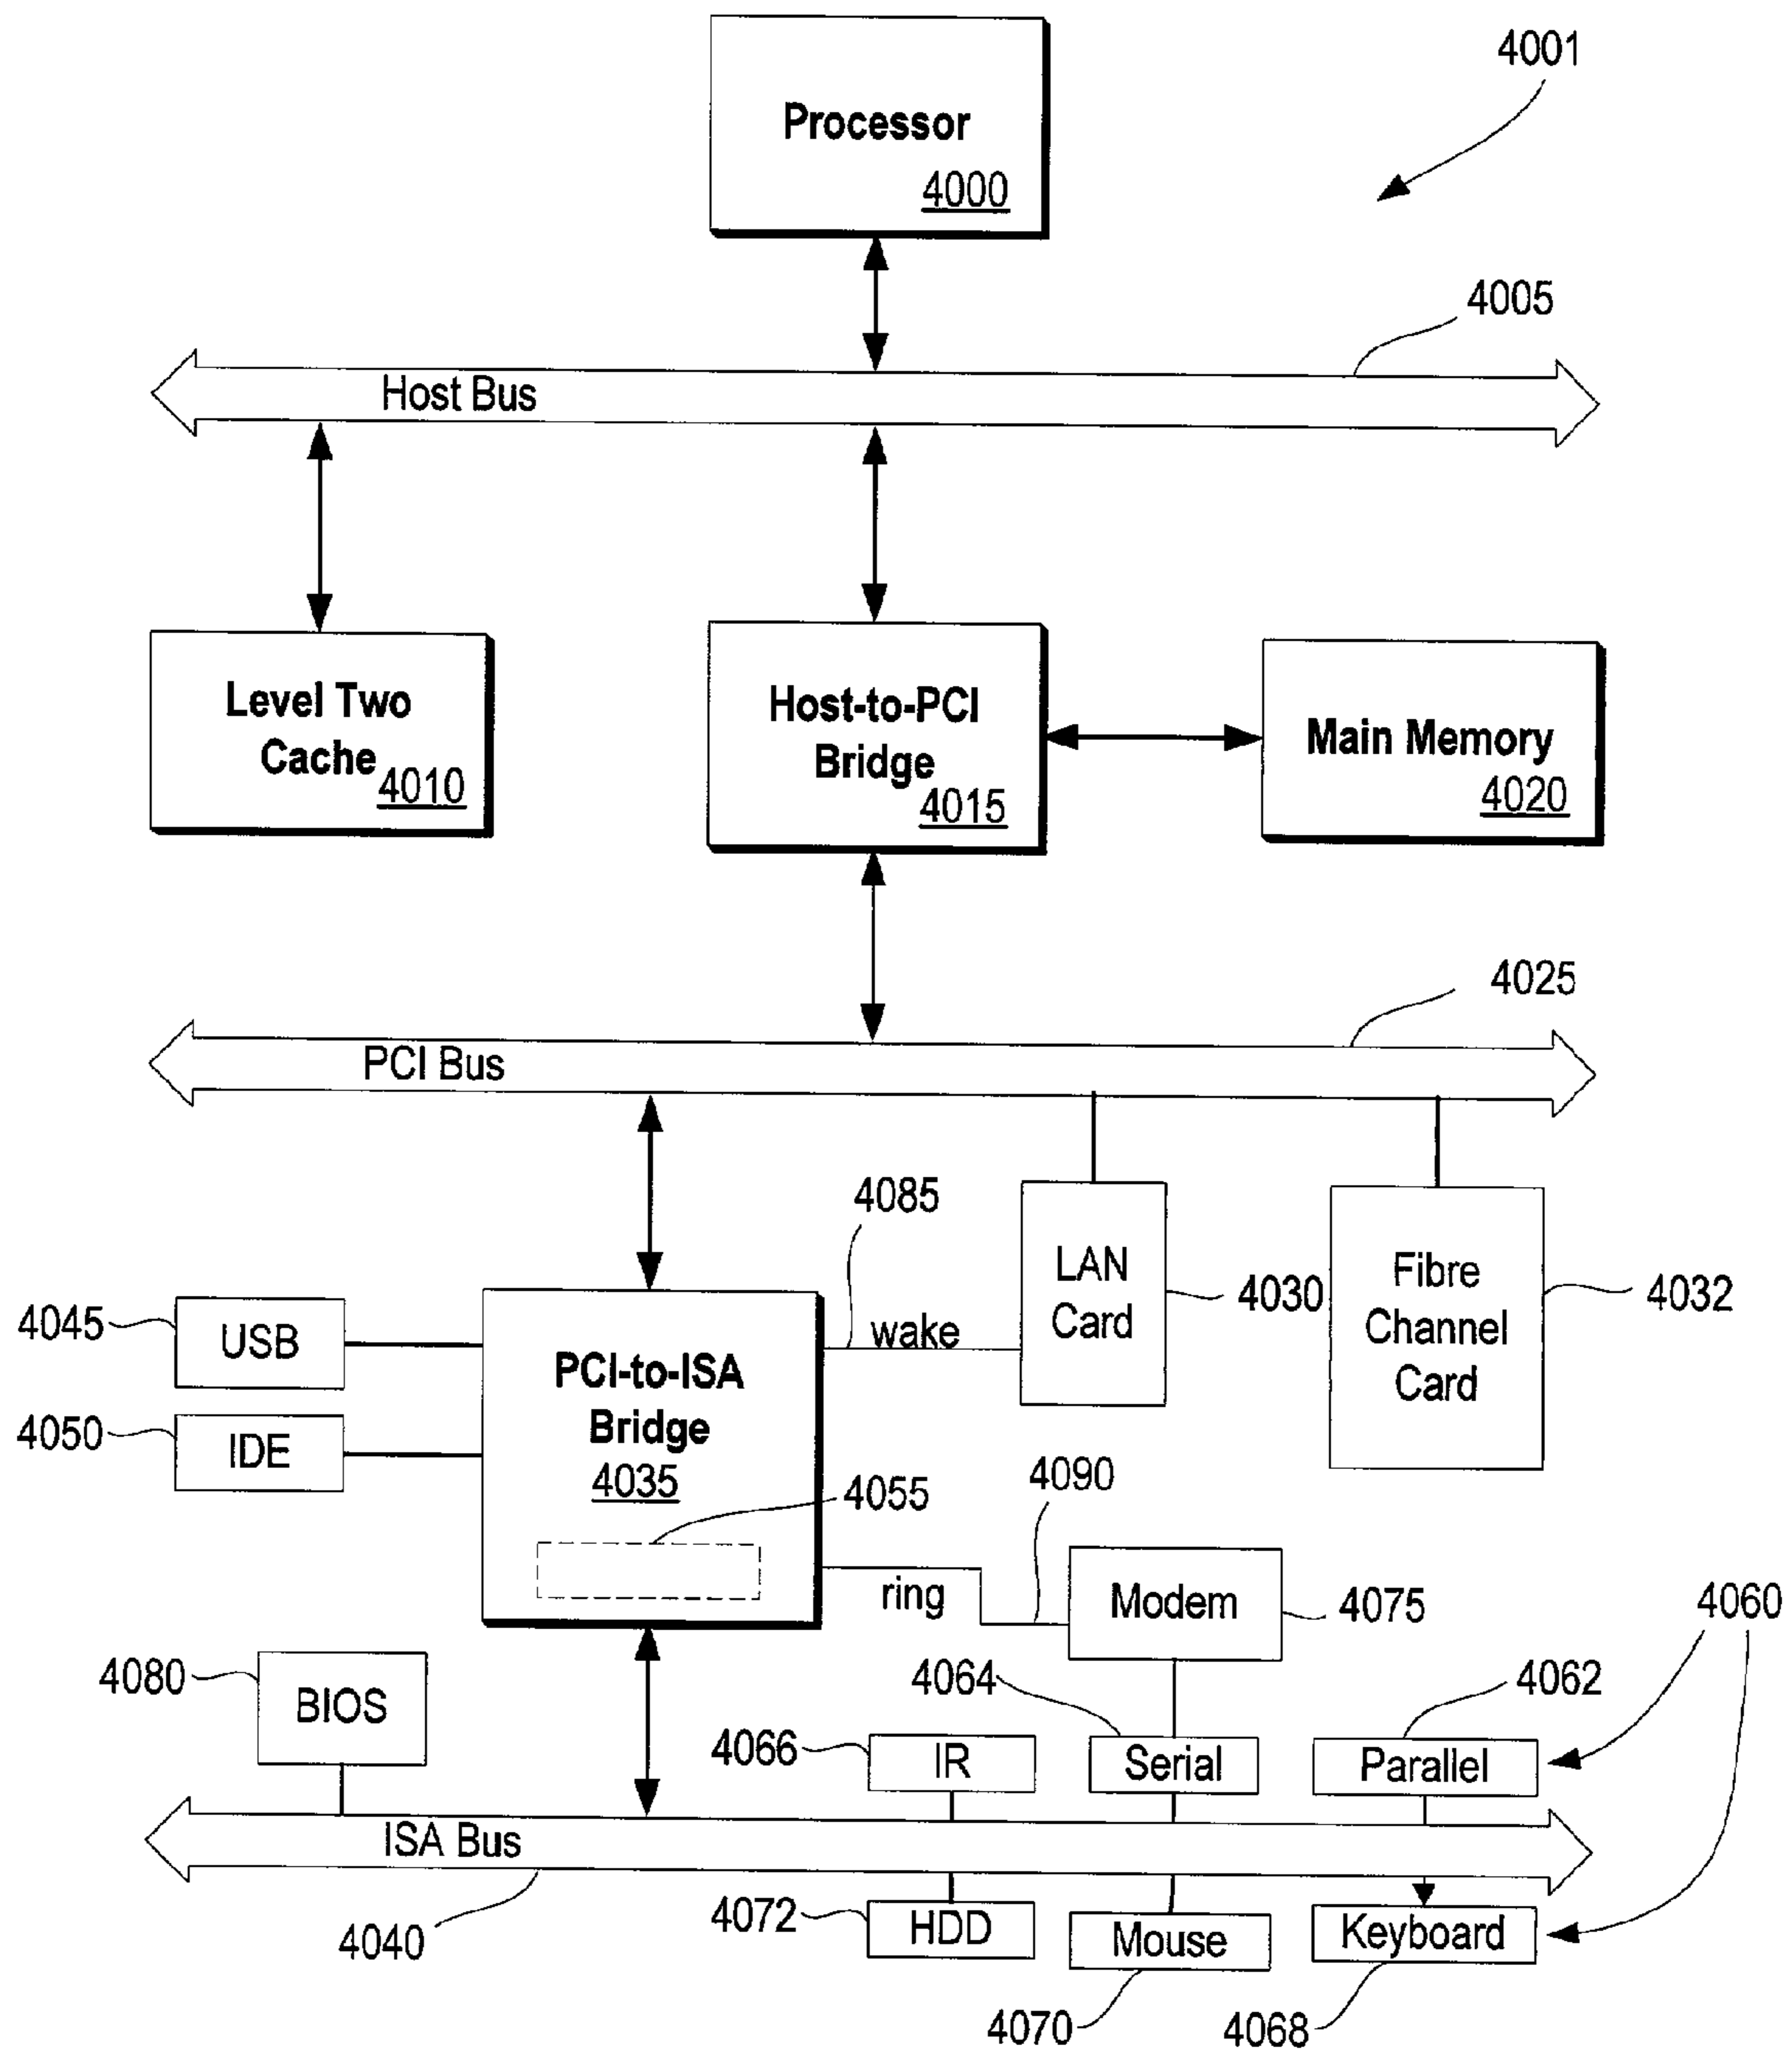 4001
Processor
4000
4005
Host Bus
Level Two
Cache
4010
Host-to-PCI
Bridge
4015
Main Memory
4020
4025
PCI Bus
4085
wake
LAN
Card
4030
Fibre
Channel
Card
4032
4045
USB
4050
IDE
PCI-to-ISA
Bridge
4035
4055
4090
ring
Modem
4075
4060
4080
BIOS
4064
4062
4066
IR
Serial
Parallel
ISA Bus
4040
4072
HDD
Mouse
Keyboard
4070
4068